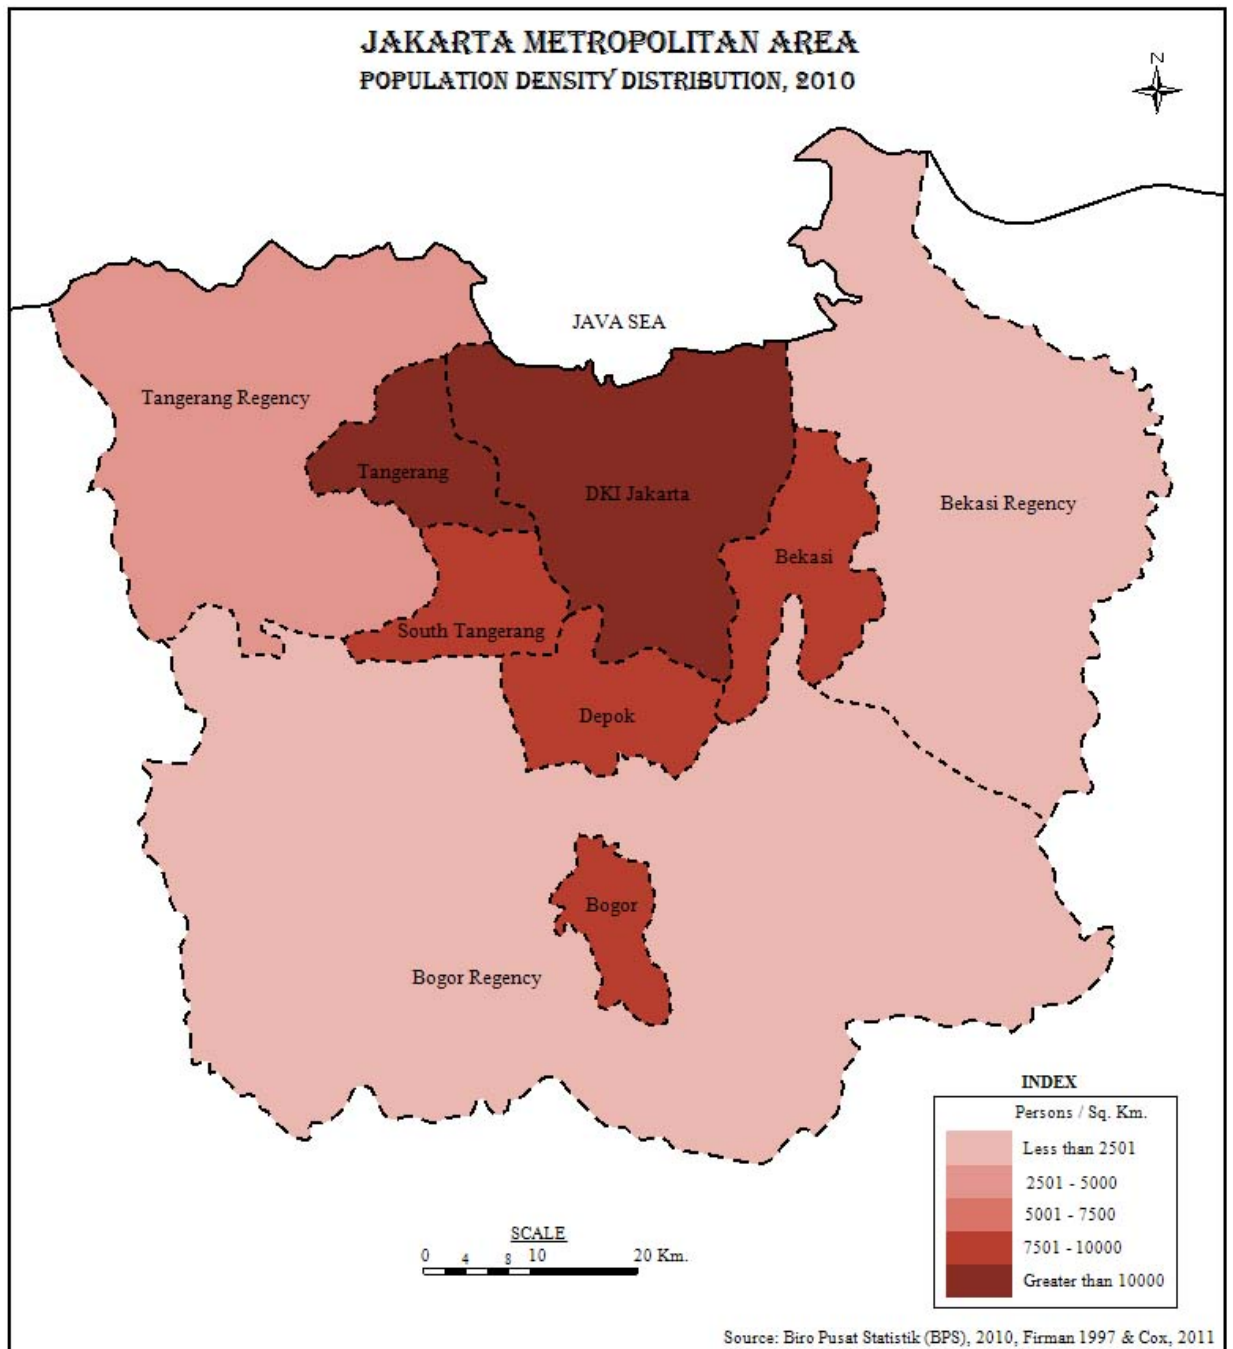 JAKARTA METROPOLITAN AREA
POPULATION DENSITY DISTRIBUTION, 2010
N
JAVA SEA
Tangerang Regency
Tangerang
DKI Jakarta
Bekasi Regency
Bekasi
South Tangerang
Depok
Bogor
Bogor Regency
INDEX
Persons / Sq. Km.
Less than 2501
2501 - 5000
5001 - 7500
7501 - 10000
Greater than 10000
SCALE
0 4 8 10 20 Km.
Source: Biro Pusat Statistik (BPS), 2010, Firman 1997 & Cox, 2011